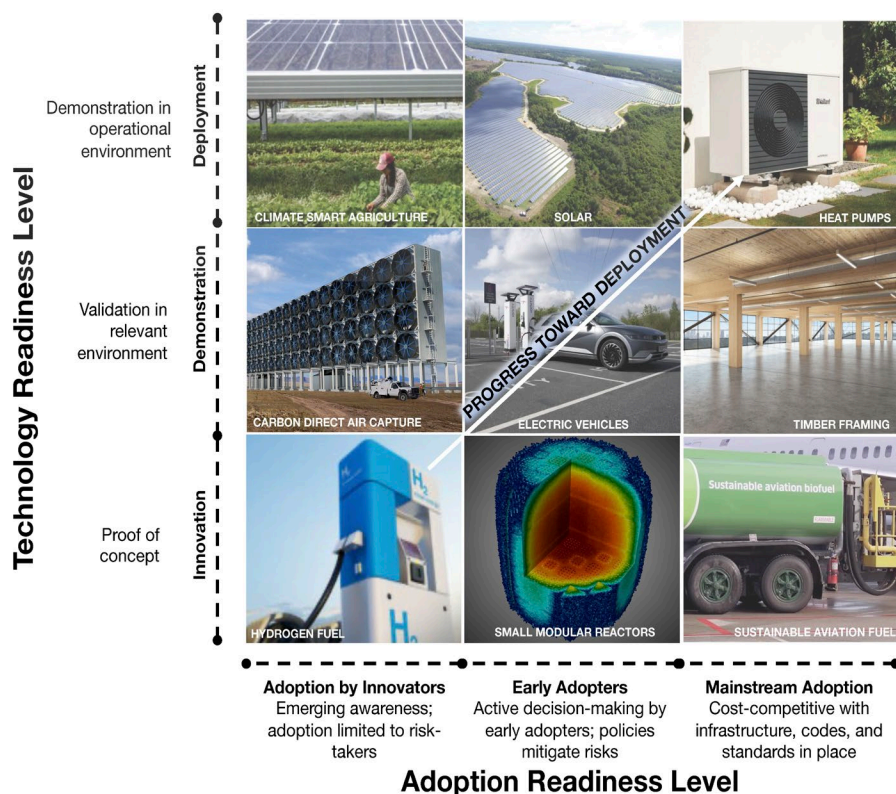 Technology Readiness Level
Demonstration in
operational
environment
Deployment
Validation in
relevant
environment
Demonstration
Proof of
concept
Innovation
CLIMATE SMART AGRICULTURE
SOLAR
Vaillant
HEAT PUMPS
PROGRESS TOWARD DEPLOYMENT
CARBON DIRECT AIR CAPTURE
ELECTRIC VEHICLES
TIMBER FRAMING
H2
H2
H2
HYDROGEN FUEL
SMALL MODULAR REACTORS
Sustainable aviation biofuel
SUSTAINABLE AVIATION FUEL
Adoption by Innovators
Emerging awareness;
adoption limited to risk-
takers
Early Adopters
Active decision-making by
early adopters; policies
mitigate risks
Mainstream Adoption
Cost-competitive with
infrastructure, codes, and
standards in place
Adoption Readiness Level